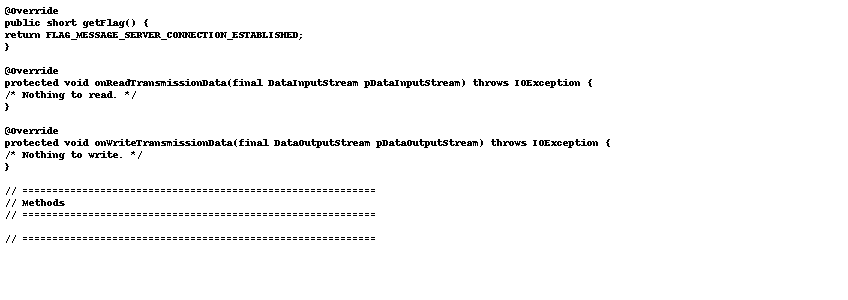 @Override
public short getFlag() {
return FLAG_MESSAGE_SERVER_CONNECTION_ESTABLISHED;
}
@Override
protected void onReadTransmissionData(final DataInputStream pDataInputStream) throws IOException {
/* Nothing to read. */
}
@Override
protected void onWriteTransmissionData(final DataOutputStream pDataOutputStream) throws IOException {
/* Nothing to write. */
}
// ===========================================================
// Methods
// ===========================================================
// ===========================================================